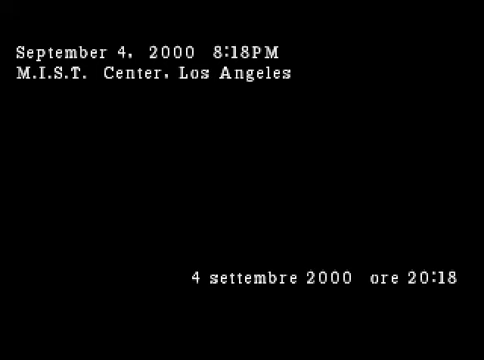 September 4, 2000 8:18PM
M.I.S.T. Center, Los Angeles
4 settembre 2000 ore 20:18